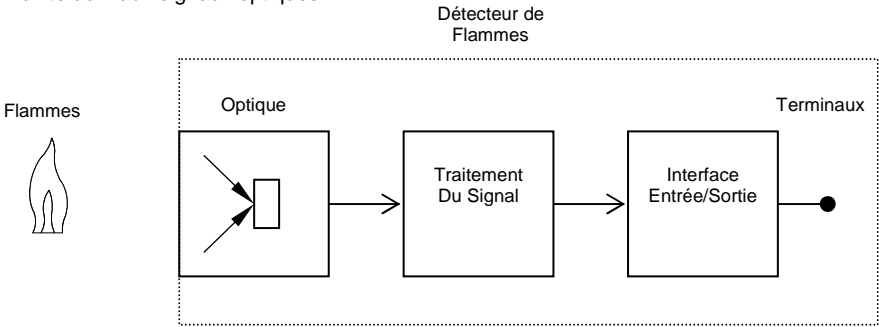 Détecteur de
Flammes
Flammes
Optique
Terminaux
Traitement
Du Signal
Interface
Entrée/Sortie